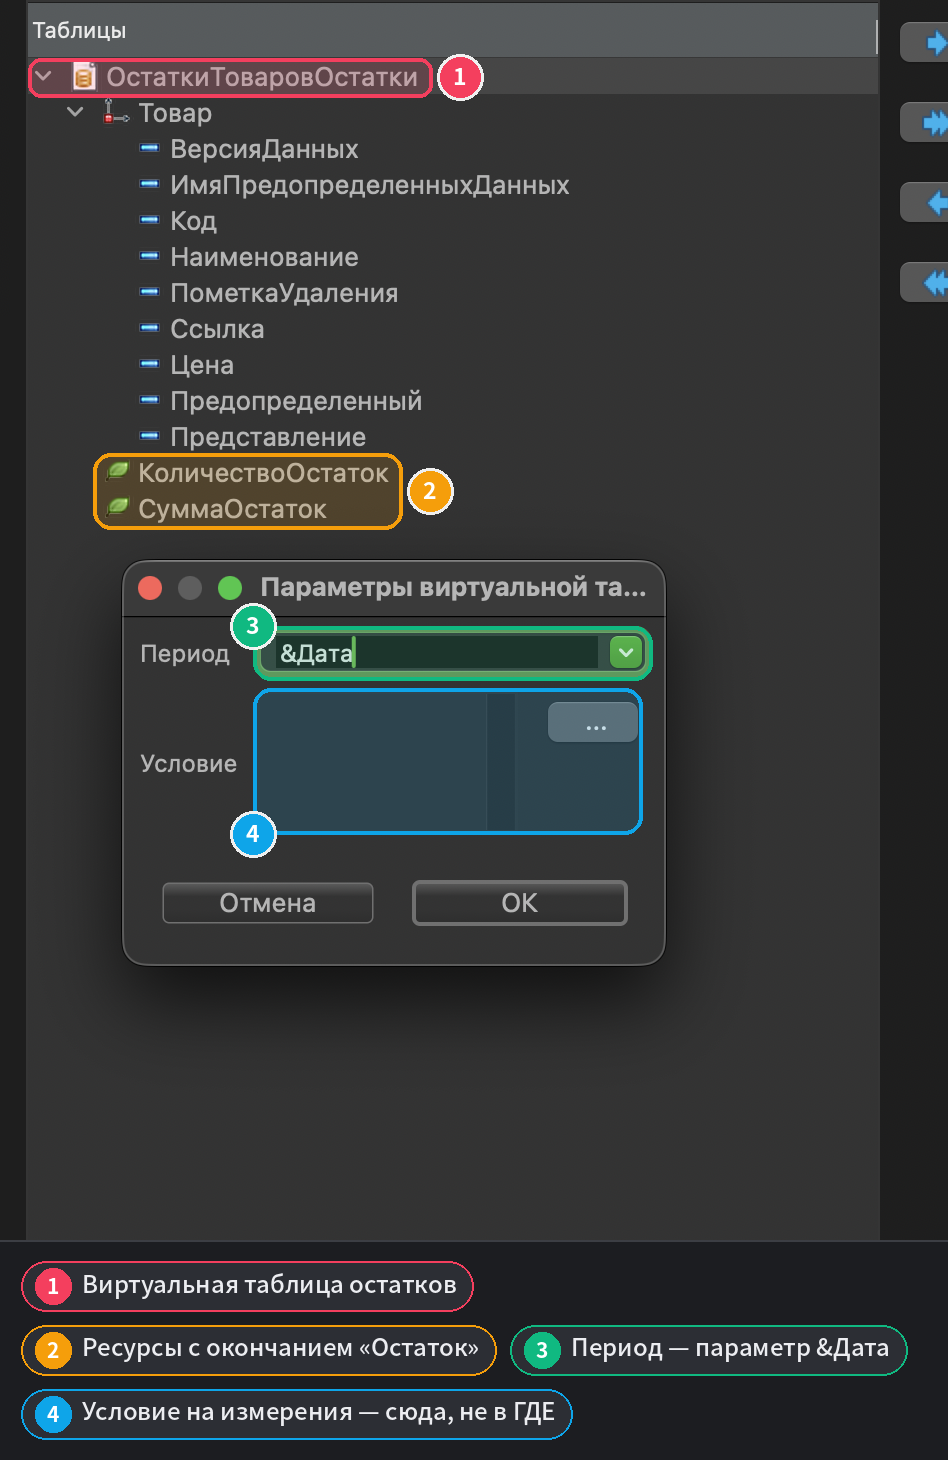 Таблицы
ОстаткиТоваровОстатки
1
Товар
ВерсияДанных
ИмяПредопределенныхДанных
Код
Наименование
ПометкаУдаления
Ссылка
Цена
Предопределенный
Представление
КоличествоОстаток
2
СуммаОстаток
Параметры виртуальной та...
3
Период
&Дата
...
Условие
4
Отмена
OK
1 Виртуальная таблица остатков
2 Ресурсы с окончанием «Остаток»
3 Период — параметр &Дата
4 Условие на измерения — сюда, не в ГДЕ